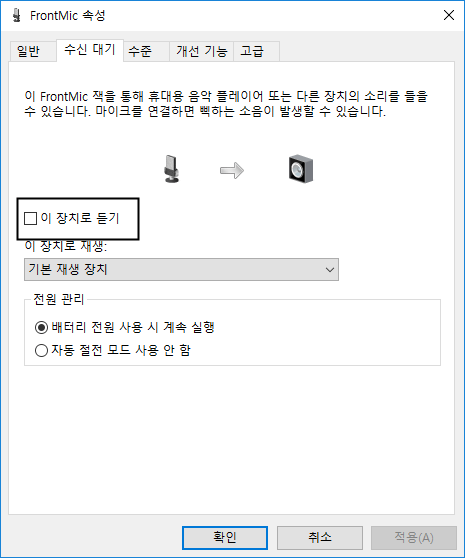 FrontMic 속성
일반 수신 대기 수준 개선 기능 고급
이 FrontMic 잭을 통해 휴대용 음악 플레이어 또는 다른 장치의 소리를 들을
수 있습니다. 마이크를 연결하면 삑하는 소음이 발생할 수 있습니다.
이 장치로 듣기
이 장치로 재생:
기본 재생 장치
전원 관리
배터리 전원 사용 시 계속 실행
자동 절전 모드 사용 안 함
확인 취소 적용(A)